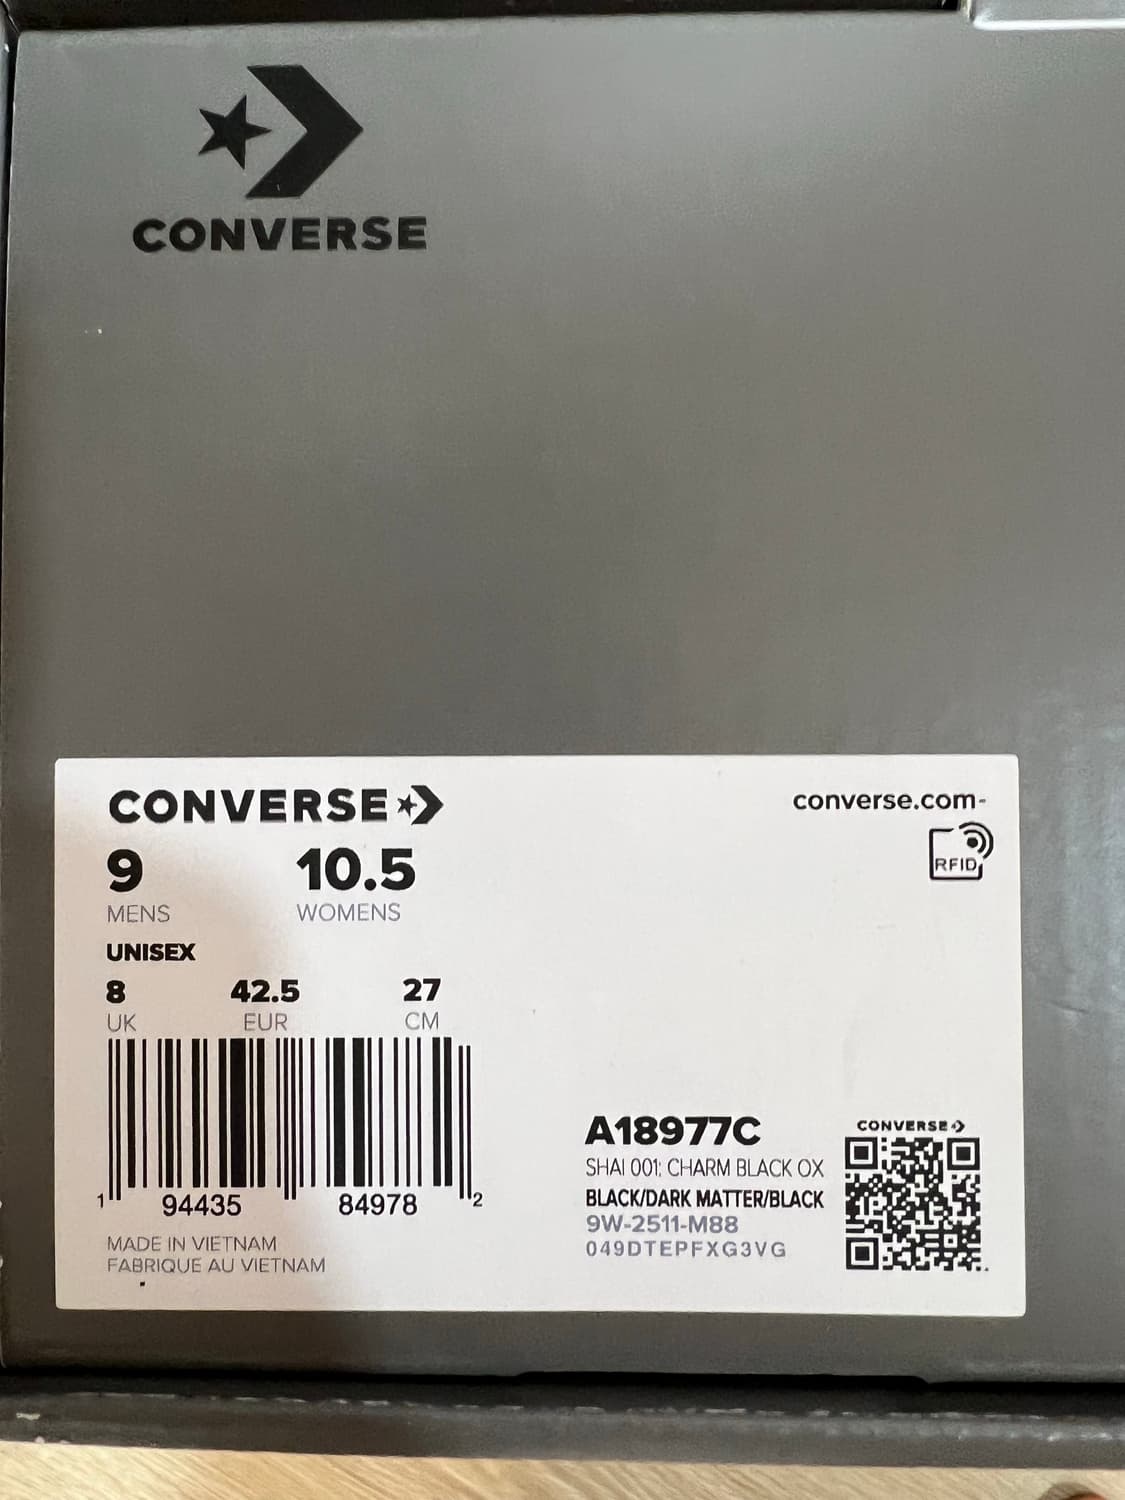 CONVERSE
CONVERSE
converse.com
RFID
9 10.5
MENS WOMENS
UNISEX
8 42.5 27
UK EUR CM
1 94435 84978 2
MADE IN VIETNAM
FABRIQUE AU VIETNAM
A18977C
SHAI 001: CHARM BLACK OX
BLACK/DARK MATTER/BLACK
9W-2511-M88
049DTEPFXG3VG
CONVERSE